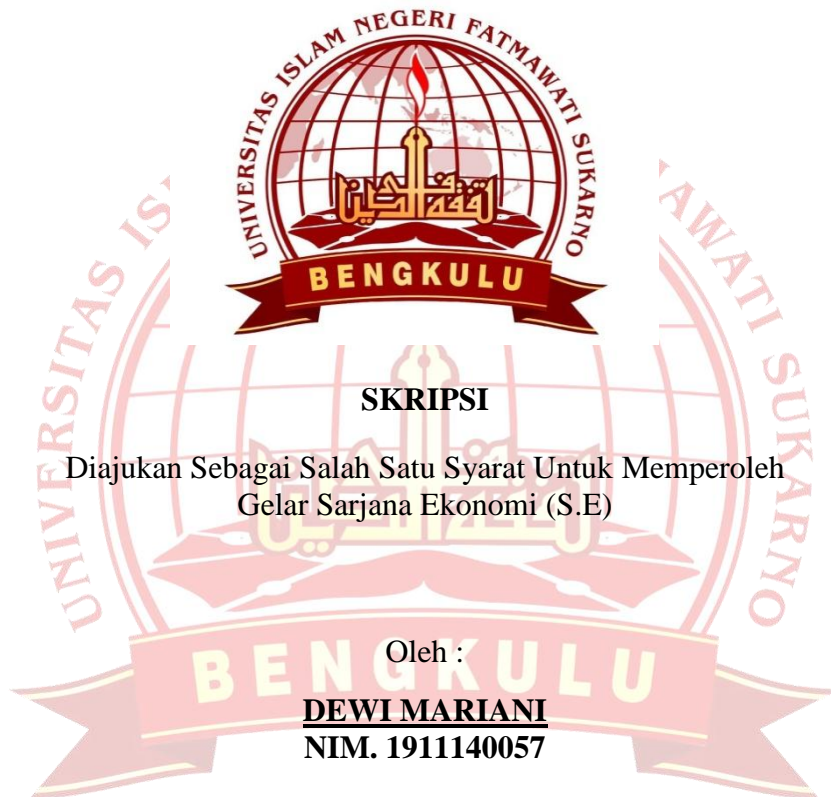 UNIVERSITAS ISLAM NEGERI FATMAWATI SUKARNO
BENGKULU
SKRIPSI
Diajukan Sebagai Salah Satu Syarat Untuk Memperoleh
Gelar Sarjana Ekonomi (S.E)
Oleh :
DEWI MARIANI
NIM. 1911140057